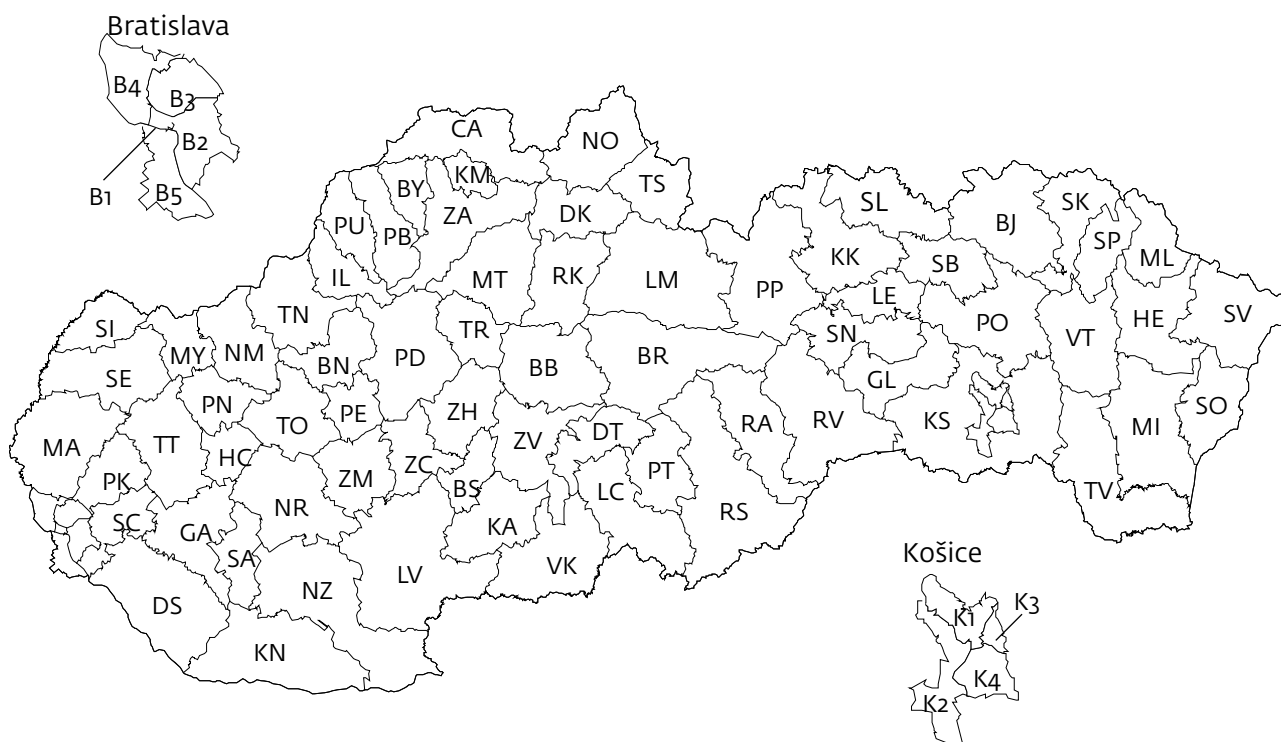 Bratislava
B4
B3
B2
B1
B5
CA
NO
KM
TS
BY
SL
SK
ZA
DK
PU
BJ
PB
SP
KK
SB
ML
IL
MT
RK
LM
PP
LE
TN
SV
HE
SI
TR
PO
SN
VT
MY
NM
BR
PD
BN
BB
SE
GL
PN
PE
ZH
SO
TO
RA
RV
KS
MI
MA
TT
DT
ZV
HC
ZC
PT
PK
ZM
BS
LC
TV
NR
RS
SC
GA
KA
SA
Košice
VK
LV
NZ
DS
K3
K1
KN
K4
K2